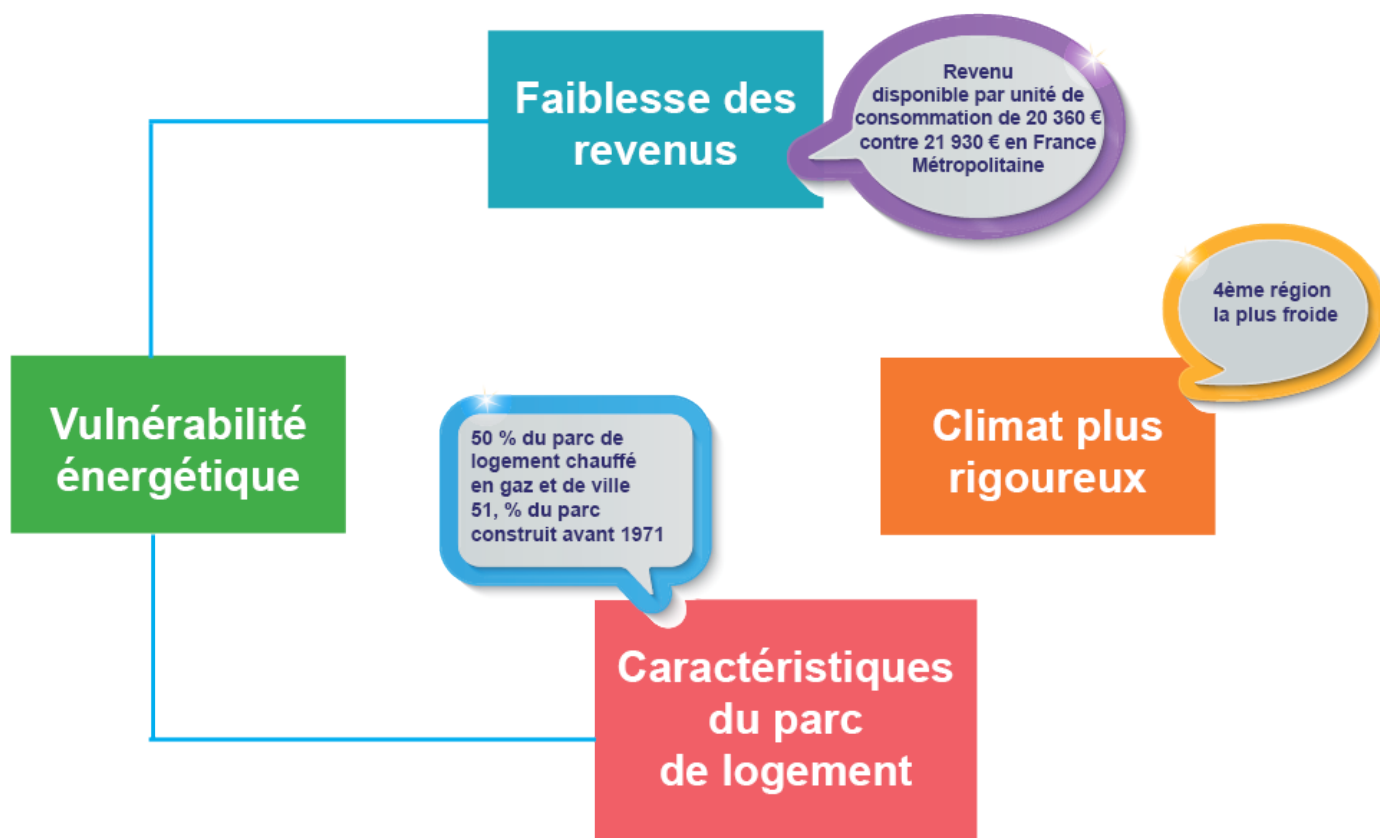 Faiblesse des
revenus
Revenu
disponible par unité de
consommation de 20 360 €
contre 21 930 € en France
Métropolitaine
4ème région
la plus froide
Vulnérabilité
énergétique
50 % du parc de
logement chauffé
en gaz et de ville
51, % du parc
construit avant 1971
Climat plus
rigoureux
Caractéristiques
du parc
de logement